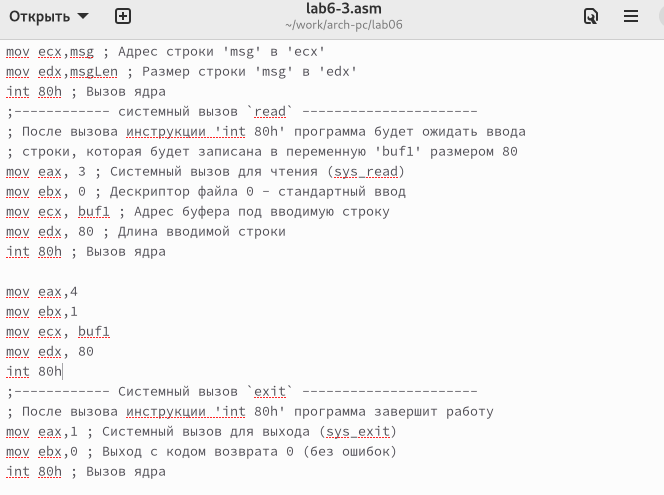 Открыть
lab6-3.asm
~/work/arch-pc/lab06
mov ecx,msg ; Адрес строки 'msg' в 'ecx'
mov edx,msgLen ; Размер строки 'msg' в 'edx'
int 80h ; Вызов ядра
;------------ системный вызов `read` ----------------------
; После вызова инструкции 'int 80h' программа будет ожидать ввода
; строки, которая будет записана в переменную 'buf1' размером 80
mov eax, 3 ; Системный вызов для чтения (sys_read)
mov ebx, 0 ; Дескриптор файла 0 - стандартный ввод
mov ecx, buf1 ; Адрес буфера под вводимую строку
mov edx, 80 ; Длина вводимой строки
int 80h ; Вызов ядра
mov eax,4
mov ebx,1
mov ecx, buf1
mov edx, 80
int 80h
;------------ Системный вызов `exit` ----------------------
; После вызова инструкции 'int 80h' программа завершит работу
mov eax,1 ; Системный вызов для выхода (sys_exit)
mov ebx,0 ; Выход с кодом возврата 0 (без ошибок)
int 80h ; Вызов ядра